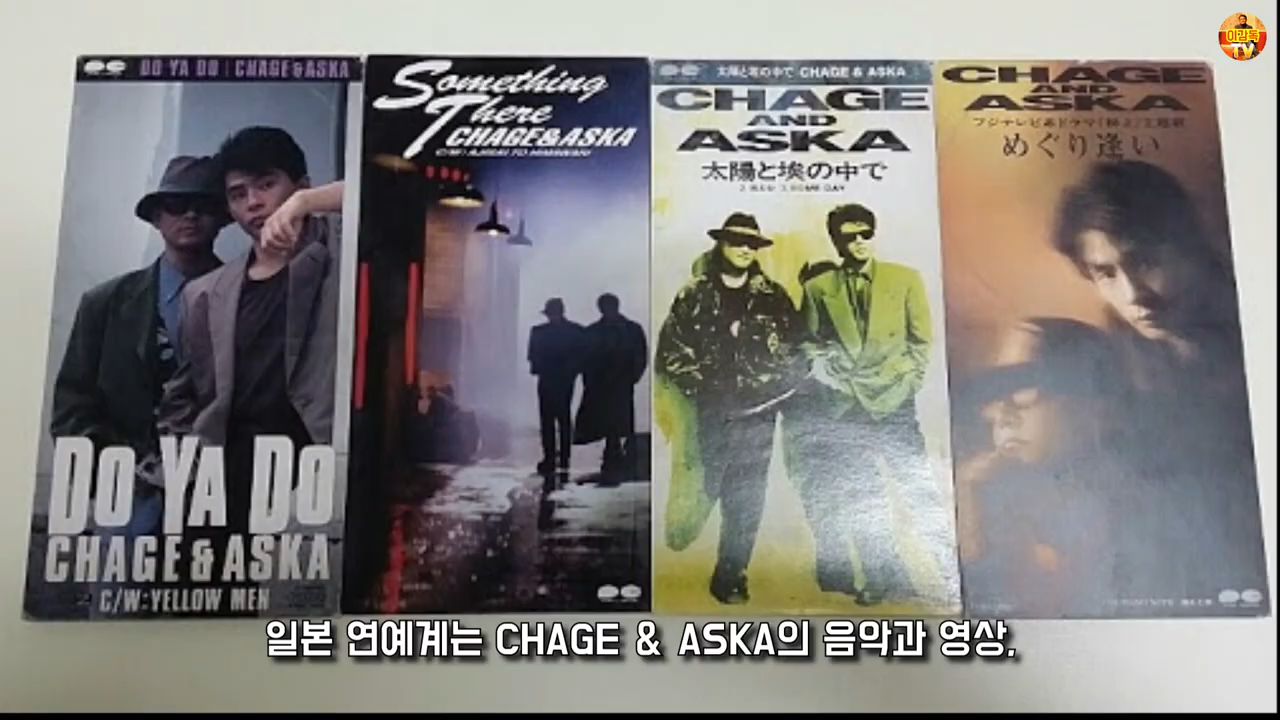 이감독
TV
DO YA DO | CHAGE & ASKA
DO YA DO
CHAGE & ASKA
C/W: YELLOW MEN
Something
There
CHAGE & ASKA
太陽と埃の中で CHAGE & ASKA
CHAGE
AND
ASKA
太陽と埃の中で
CHAGE
AND
ASKA
めぐり逢い
일본 연예계는 CHAGE & ASKA의 음악과 영상.